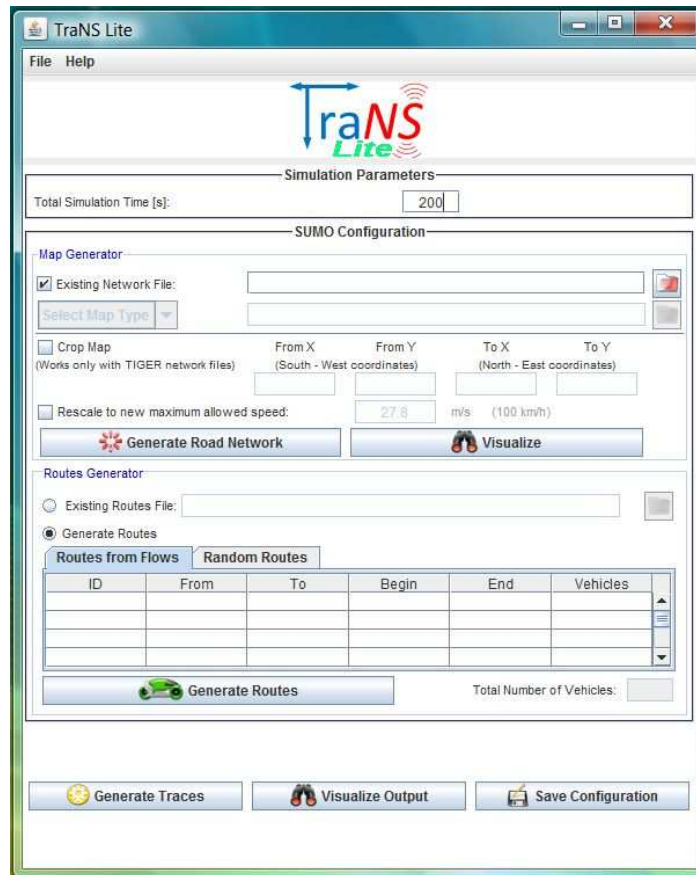 TraNS Lite
File Help
TraNS
Lite
Simulation Parameters
Total Simulation Time [s]: 200
SUMO Configuration
Map Generator
Existing Network File:
Select Map Type
Crop Map From X From Y To X To Y
(Works only with TIGER network files) (South - West coordinates) (North - East coordinates)
Rescale to new maximum allowed speed: 27.8 m/s (100 km/h)
Generate Road Network Visualize
Routes Generator
Existing Routes File:
Generate Routes
Routes from Flows Random Routes
ID From To Begin End Vehicles
Generate Routes Total Number of Vehicles:
Generate Traces Visualize Output Save Configuration